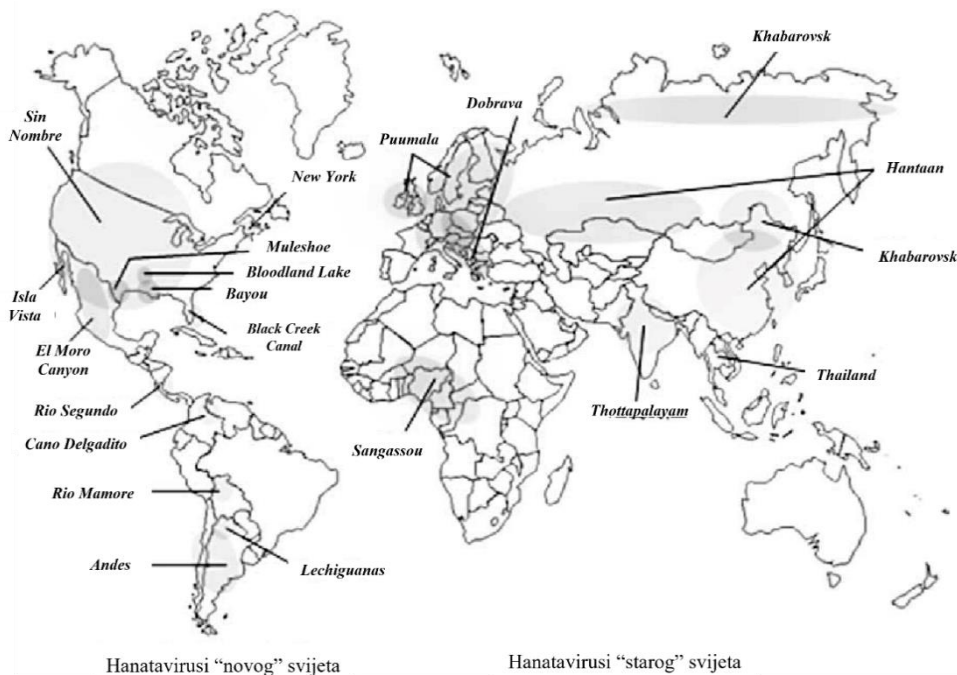 Khabarovsk
Sin
Nombre
Dobrava
Puumala
New York
Hantaan
Muleshoe
Bloodland Lake
Khabarovsk
Bayou
Isla
Vista
Black Creek
Canal
El Moro
Canyon
Thailand
Rio Segundo
Thottapalayam
Cano Delgadito
Sangassou
Rio Mamore
Andes
Lechiguanas
Hanatavirusi “novog” svijeta
Hanatavirusi “starog” svijeta